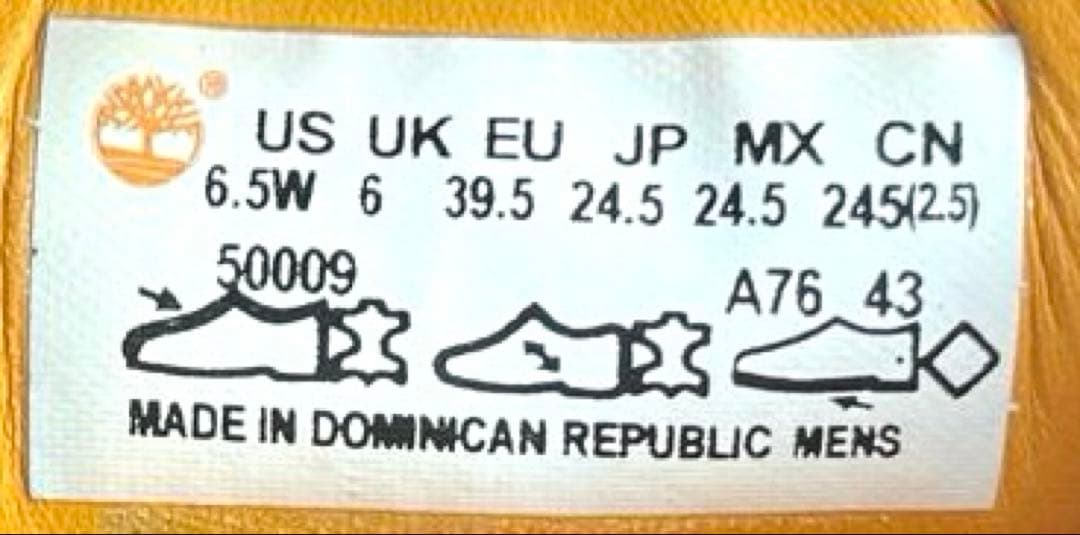 ®
US UK EU JP MX CN
6.5W 6 39.5 24.5 24.5 245(2.5)
50009
A76 43
MADE IN DOMINICAN REPUBLIC MENS